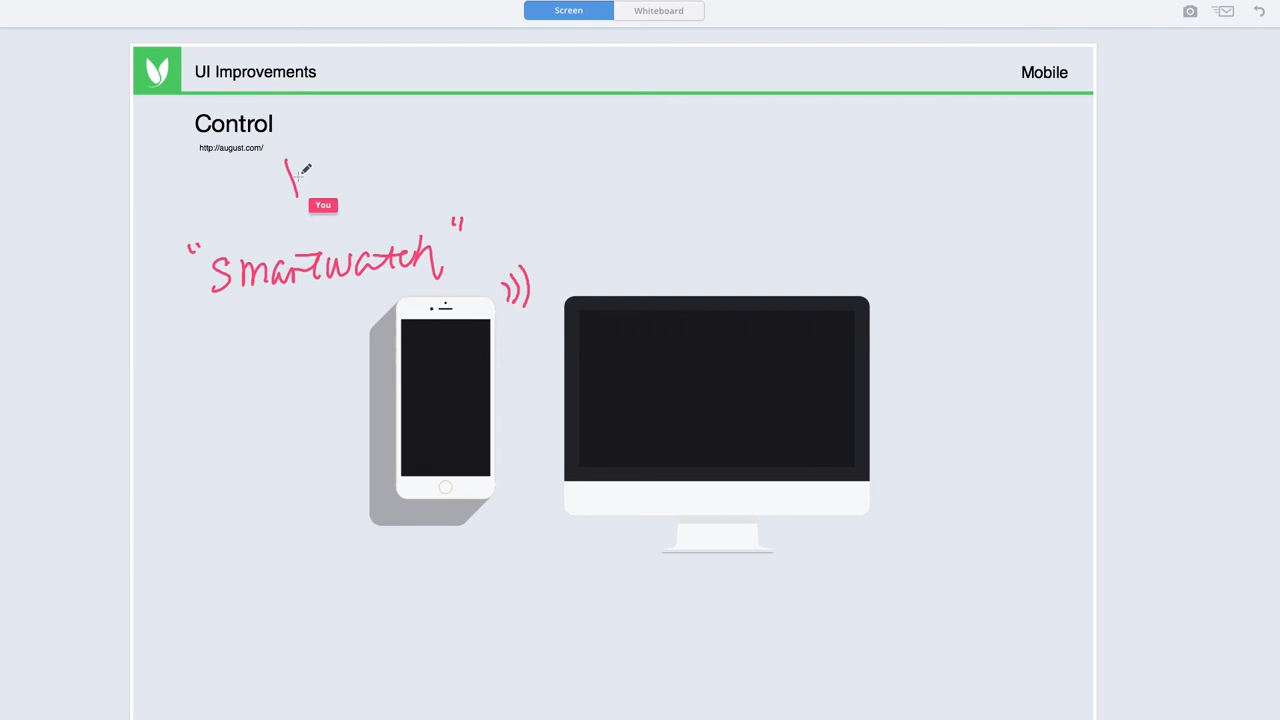 Screen Whiteboard
UI Improvements Mobile
Control
http://august.com/
You
"Smartwatch"